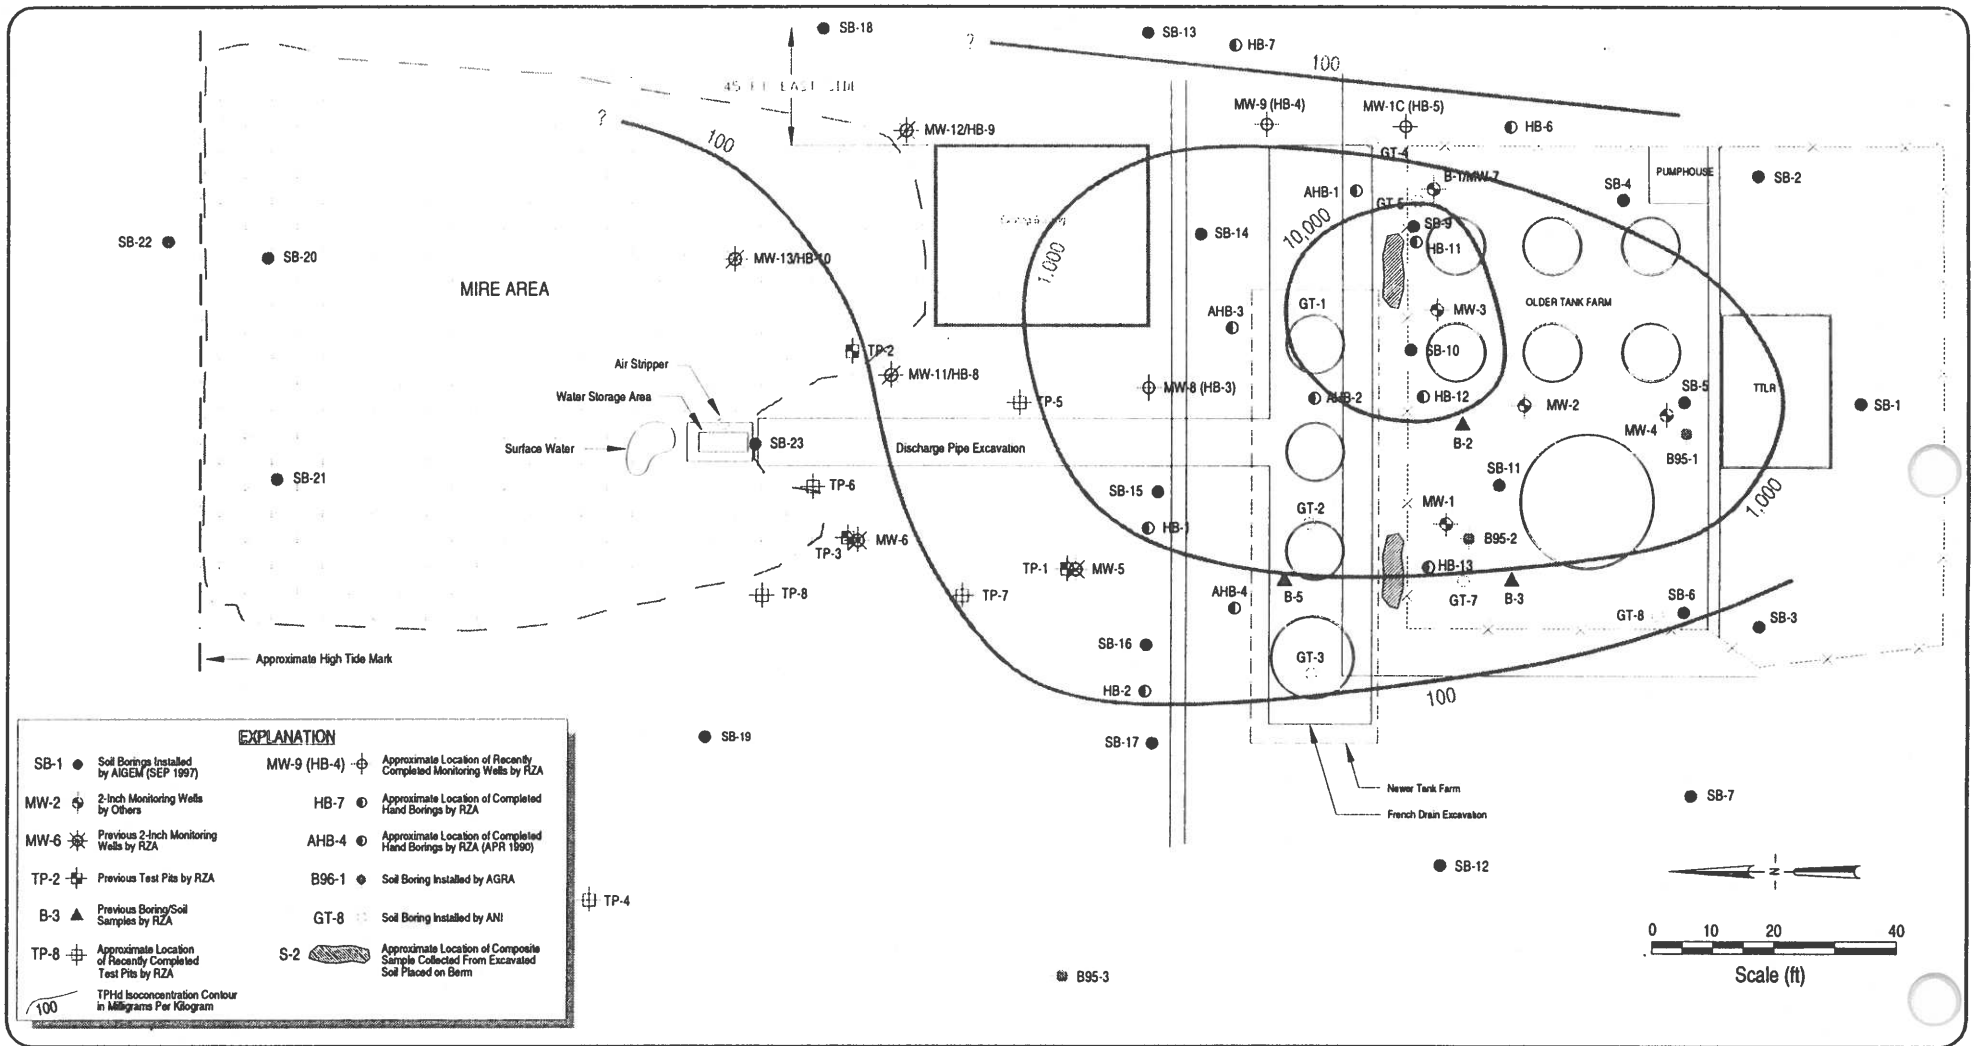 SB-18
SB-13
HB-7
?
100
45 FT EAST SIDE
MW-9 (HB-4)
MW-1C (HB-5)
HB-6
?
100
MW-12/HB-9
GT-4
PUMPHOUSE
B-1/MW-7
SB-2
AHB-1
SB-4
GT-5
SB-9
10,000
SB-14
SB-22
SB-20
MW-13/HB-10
1,000
HB-11
MIRE AREA
GT-1
MW-3
OLDER TANK FARM
AHB-3
TP-2
SB-10
Air Stripper
MW-11/HB-8
MW-8 (HB-3)
TTLR
SB-5
Water Storage Area
TP-5
AHB-2
HB-12
MW-2
SB-1
MW-4
Surface Water
SB-23
Discharge Pipe Excavation
B-2
B95-1
SB-21
TP-6
SB-15
SB-11
1,000
GT-2
MW-1
HB-1
TP-3
MW-6
B95-2
TP-1
MW-5
HB-13
TP-8
TP-7
AHB-4
B-5
GT-7
B-3
SB-6
GT-8
SB-3
SB-16
Approximate High Tide Mark
GT-3
HB-2
100
SB-19
SB-17
Newer Tank Farm
French Drain Excavation
SB-7
SB-12
TP-4
B95-3
N
0 10 20 40
Scale (ft)
EXPLANATION
SB-1 Soil Borings Installed
by AIGEM (SEP 1997)
MW-2 2-Inch Monitoring Wells
by Others
MW-6 Previous 2-Inch Monitoring
Wells by RZA
TP-2 Previous Test Pits by RZA
B-3 Previous Boring/Soil
Samples by RZA
TP-8 Approximate Location
of Recently Completed
Test Pits by RZA
100 TPHd Isoconcentration Contour
in Milligrams Per Kilogram
MW-9 (HB-4) Approximate Location of Recently
Completed Monitoring Wells by RZA
HB-7 Approximate Location of Completed
Hand Borings by RZA
AHB-4 Approximate Location of Completed
Hand Borings by RZA (APR 1990)
B96-1 Soil Boring Installed by AGRA
GT-8 Soil Boring Installed by ANI
S-2 Approximate Location of Composite
Sample Collected From Excavated
Soil Placed on Berm